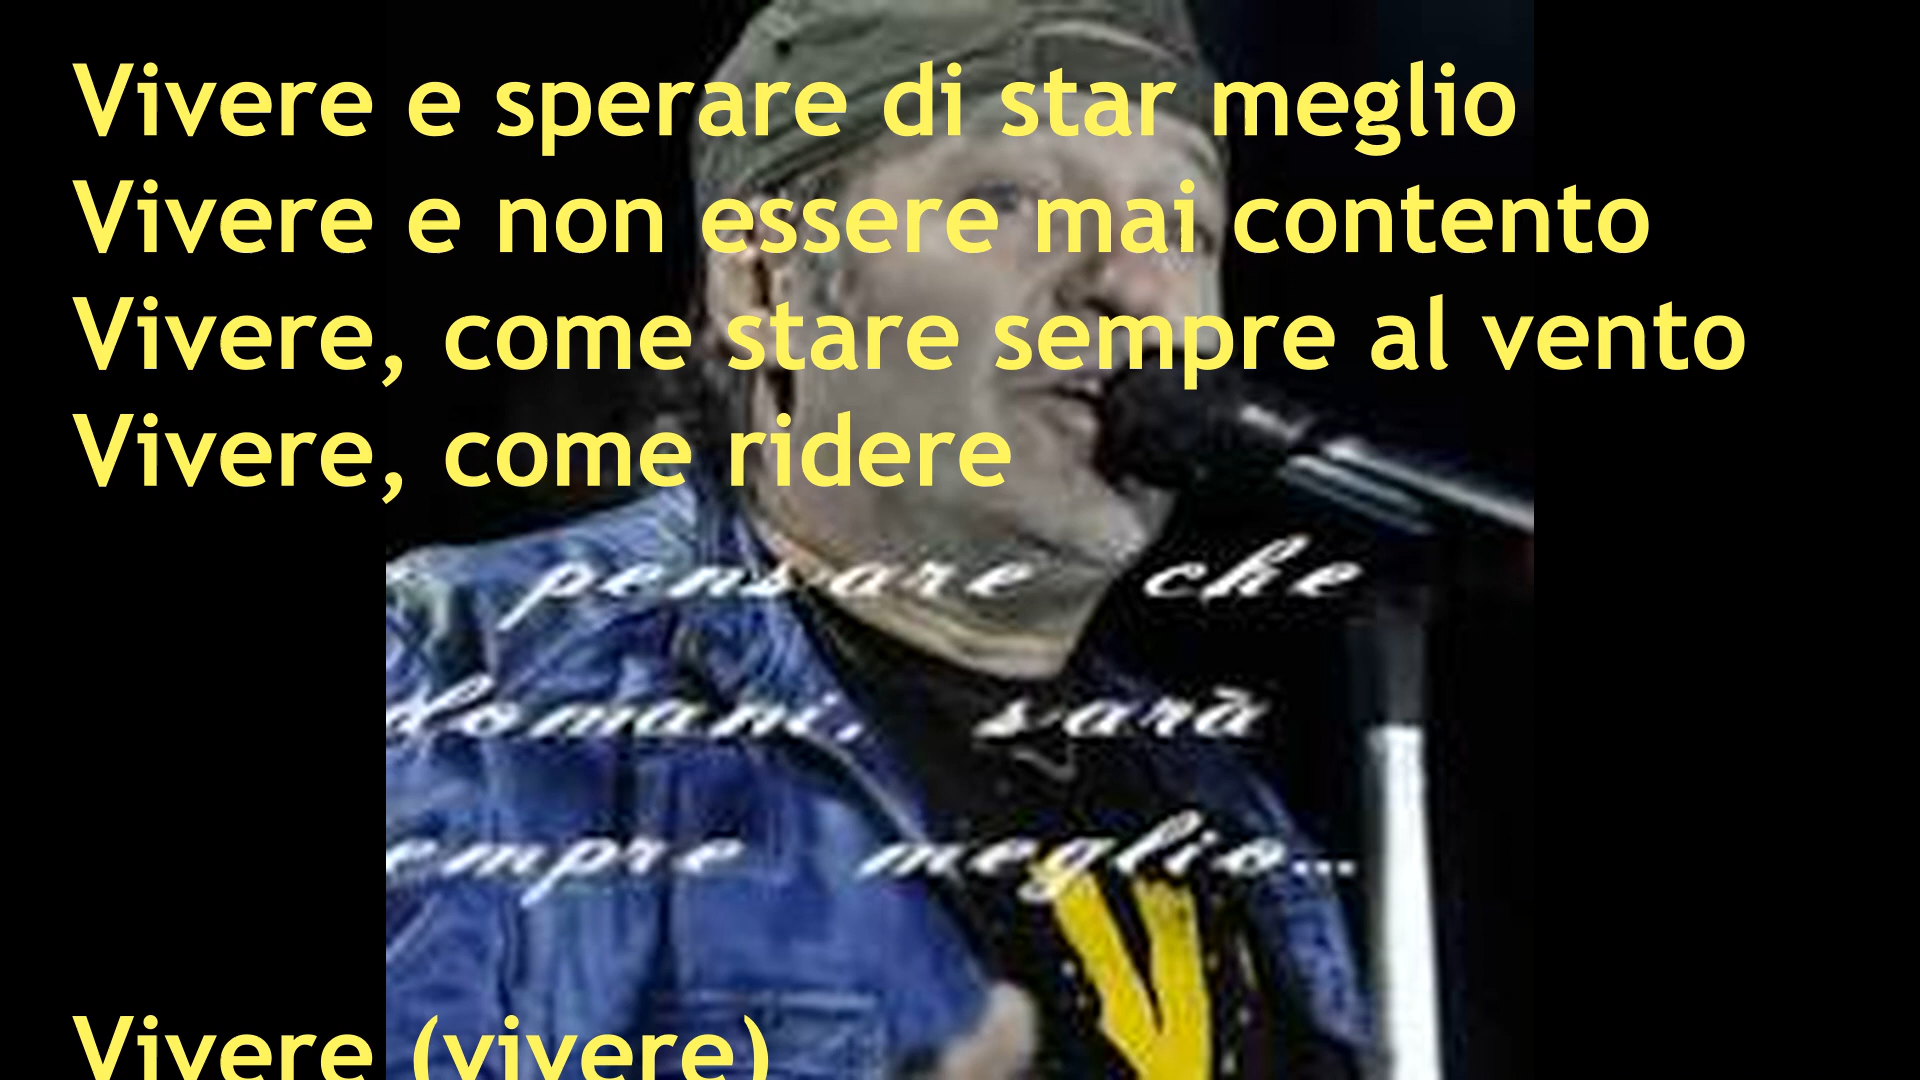 Vivere e sperare di star meglio
Vivere e non essere mai contento
Vivere, come stare sempre al vento
Vivere, come ridere
pensare che
domani, sarà
empre meglio...
V
Vivere (vivere)